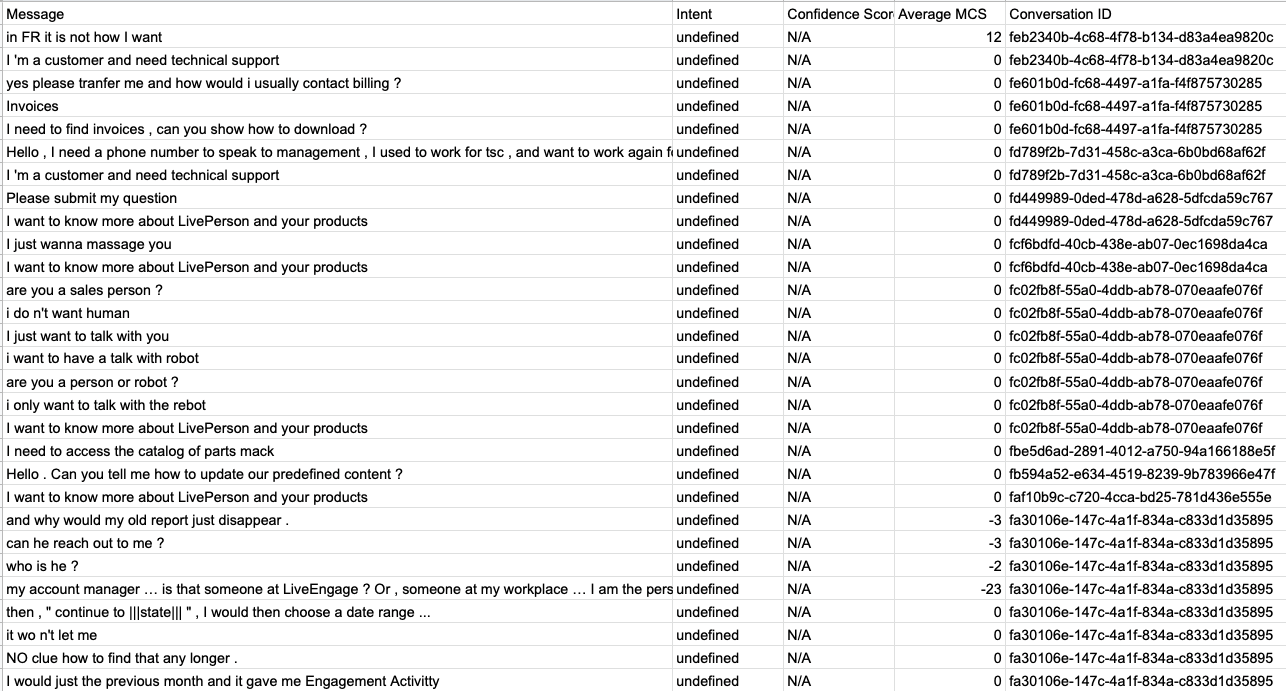 Message Intent Confidence Scor Average MCS Conversation ID
in FR it is not how I want undefined N/A 12 feb2340b-4c68-4f78-b134-d83a4ea9820c
I 'm a customer and need technical support undefined N/A 0 feb2340b-4c68-4f78-b134-d83a4ea9820c
yes please tranfer me and how would i usually contact billing ? undefined N/A 0 fe601b0d-fc68-4497-a1fa-f4f875730285
Invoices undefined N/A 0 fe601b0d-fc68-4497-a1fa-f4f875730285
I need to find invoices , can you show how to download ? undefined N/A 0 fe601b0d-fc68-4497-a1fa-f4f875730285
Hello , I need a phone number to speak to management , I used to work for tsc , and want to work again fo undefined N/A 0 fd789f2b-7d31-458c-a3ca-6b0bd68af62f
I 'm a customer and need technical support undefined N/A 0 fd789f2b-7d31-458c-a3ca-6b0bd68af62f
Please submit my question undefined N/A 0 fd449989-0ded-478d-a628-5dfcda59c767
I want to know more about LivePerson and your products undefined N/A 0 fd449989-0ded-478d-a628-5dfcda59c767
I just wanna massage you undefined N/A 0 fcf6bdfd-40cb-438e-ab07-0ec1698da4ca
I want to know more about LivePerson and your products undefined N/A 0 fcf6bdfd-40cb-438e-ab07-0ec1698da4ca
are you a sales person ? undefined N/A 0 fc02fb8f-55a0-4ddb-ab78-070eaafe076f
i do n't want human undefined N/A 0 fc02fb8f-55a0-4ddb-ab78-070eaafe076f
I just want to talk with you undefined N/A 0 fc02fb8f-55a0-4ddb-ab78-070eaafe076f
i want to have a talk with robot undefined N/A 0 fc02fb8f-55a0-4ddb-ab78-070eaafe076f
are you a person or robot ? undefined N/A 0 fc02fb8f-55a0-4ddb-ab78-070eaafe076f
i only want to talk with the rebot undefined N/A 0 fc02fb8f-55a0-4ddb-ab78-070eaafe076f
I want to know more about LivePerson and your products undefined N/A 0 fc02fb8f-55a0-4ddb-ab78-070eaafe076f
I need to access the catalog of parts mack undefined N/A 0 fbe5d6ad-2891-4012-a750-94a166188e5f
Hello . Can you tell me how to update our predefined content ? undefined N/A 0 fb594a52-e634-4519-8239-9b783966e47f
I want to know more about LivePerson and your products undefined N/A 0 faf10b9c-c720-4cca-bd25-781d436e555e
and why would my old report just disappear . undefined N/A -3 fa30106e-147c-4a1f-834a-c833d1d35895
can he reach out to me ? undefined N/A -3 fa30106e-147c-4a1f-834a-c833d1d35895
who is he ? undefined N/A -2 fa30106e-147c-4a1f-834a-c833d1d35895
my account manager … is that someone at LiveEngage ? Or , someone at my workplace … I am the pers undefined N/A -23 fa30106e-147c-4a1f-834a-c833d1d35895
then , " continue to |||state||| " , I would then choose a date range ... undefined N/A 0 fa30106e-147c-4a1f-834a-c833d1d35895
it wo n't let me undefined N/A 0 fa30106e-147c-4a1f-834a-c833d1d35895
NO clue how to find that any longer . undefined N/A 0 fa30106e-147c-4a1f-834a-c833d1d35895
I would just the previous month and it gave me Engagement Activitty undefined N/A 0 fa30106e-147c-4a1f-834a-c833d1d35895